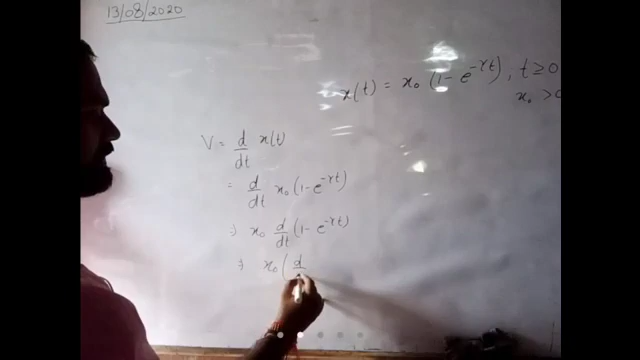 13/08/2020
x(t) = x₀ (1 - e^-γt), t ≥ 0
x₀ > 0
V = d/dt x(t)
= d/dt x₀ (1 - e^-γt)
⇒ x₀ d/dt (1 - e^-γt)
⇒ x₀ ( d/